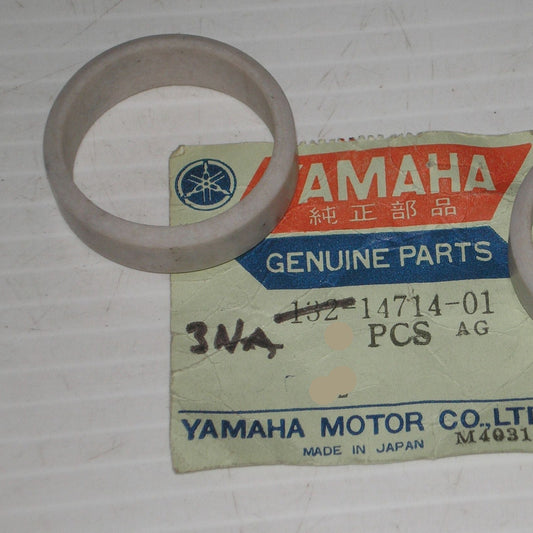 YAMAHA
純正部品
GENUINE PARTS
132-14714-01
3NA
PCS AG
YAMAHA MOTOR CO.,LT
MADE IN JAPAN
M4031